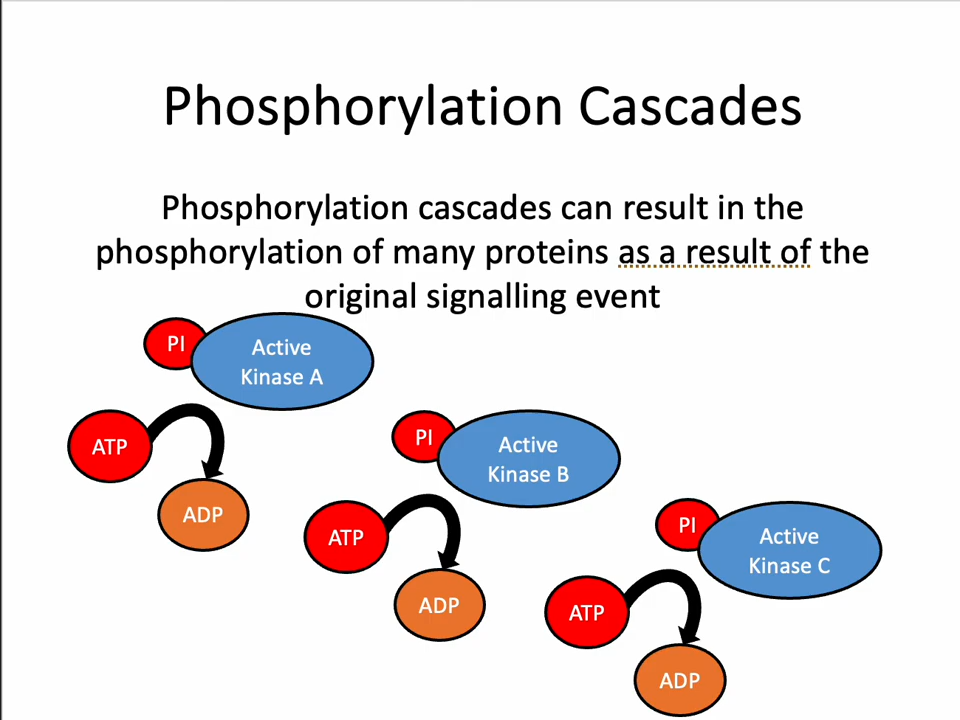 Phosphorylation Cascades
Phosphorylation cascades can result in the
phosphorylation of many proteins as a result of the
original signalling event
PI
Active
Kinase A
ATP
ADP
PI
Active
Kinase B
ATP
ADP
PI
Active
Kinase C
ATP
ADP